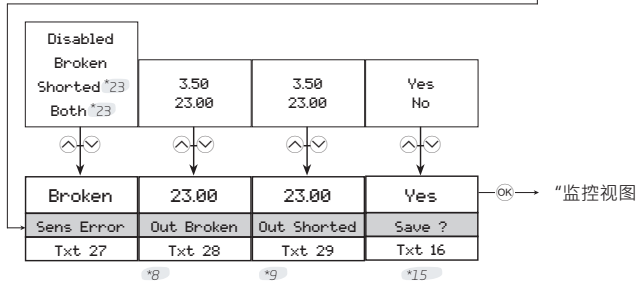 Disabled
Broken
Shorted *23
Both *23
3.50
23.00
3.50
23.00
Yes
No
Broken
23.00
23.00
Yes
OK
"监控视图
Sens Error
Out Broken
Out Shorted
Save ?
Txt 27
Txt 28
Txt 29
Txt 16
*8
*9
*15